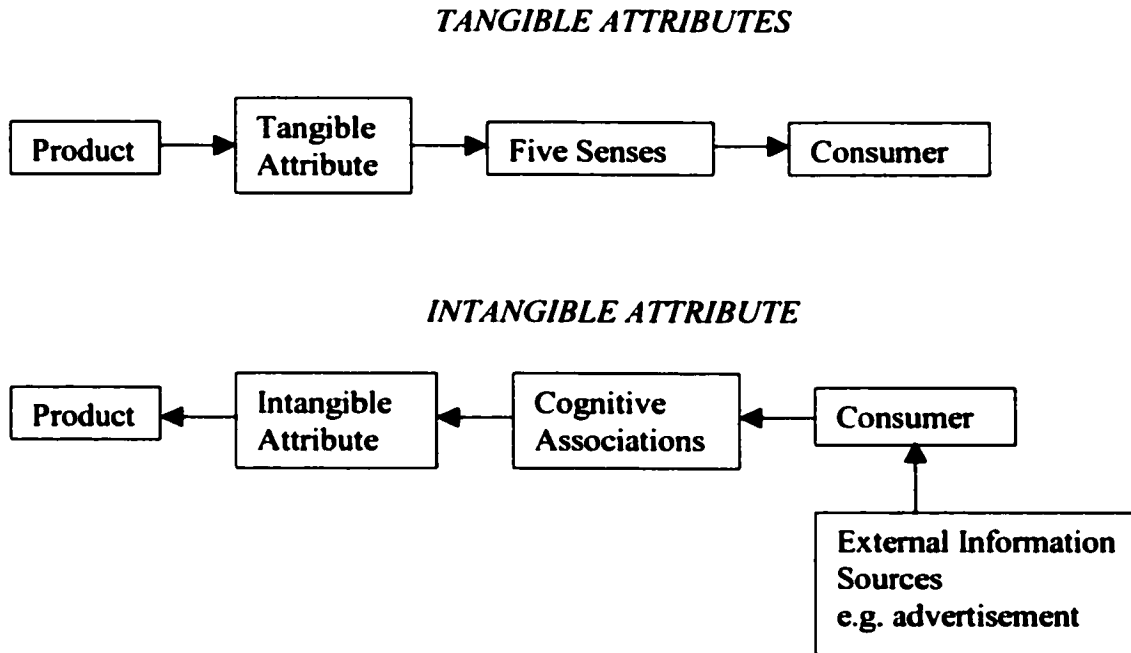 TANGIBLE ATTRIBUTES
Product
Tangible
Attribute
Five Senses
Consumer
INTANGIBLE ATTRIBUTE
Product
Intangible
Attribute
Cognitive
Associations
Consumer
External Information
Sources
e.g. advertisement